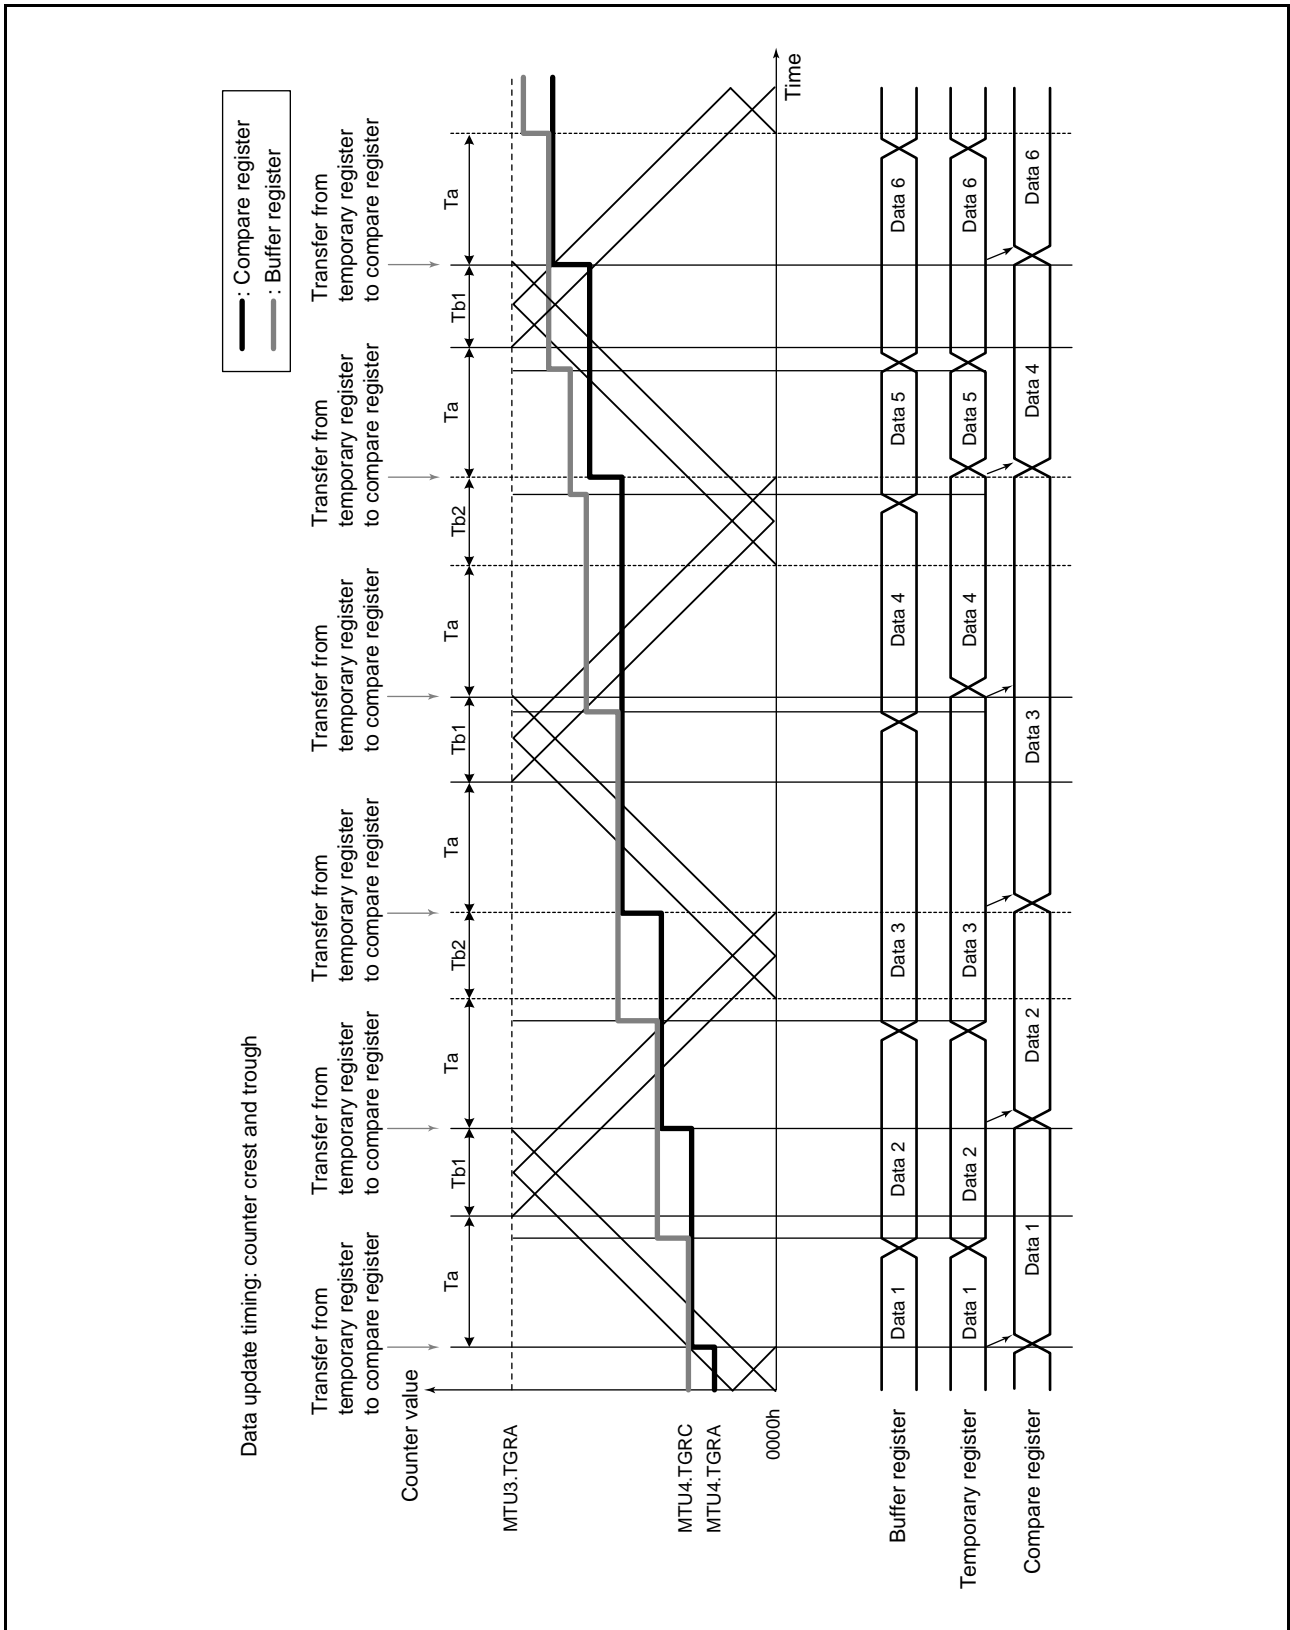 Data update timing: counter crest and trough
: Compare register
: Buffer register
Transfer from
temporary register
to compare register
Transfer from
temporary register
to compare register
Transfer from
temporary register
to compare register
Transfer from
temporary register
to compare register
Transfer from
temporary register
to compare register
Transfer from
temporary register
to compare register
Counter value
Ta
Tb1
Ta
Tb2
Ta
Tb1
Ta
Tb2
Ta
Tb1
Ta
MTU3.TGRA
MTU4.TGRC
MTU4.TGRA
0000h
Time
Buffer register
Data 1
Data 2
Data 3
Data 4
Data 5
Data 6
Temporary register
Data 1
Data 2
Data 3
Data 4
Data 5
Data 6
Compare register
Data 1
Data 2
Data 3
Data 4
Data 6